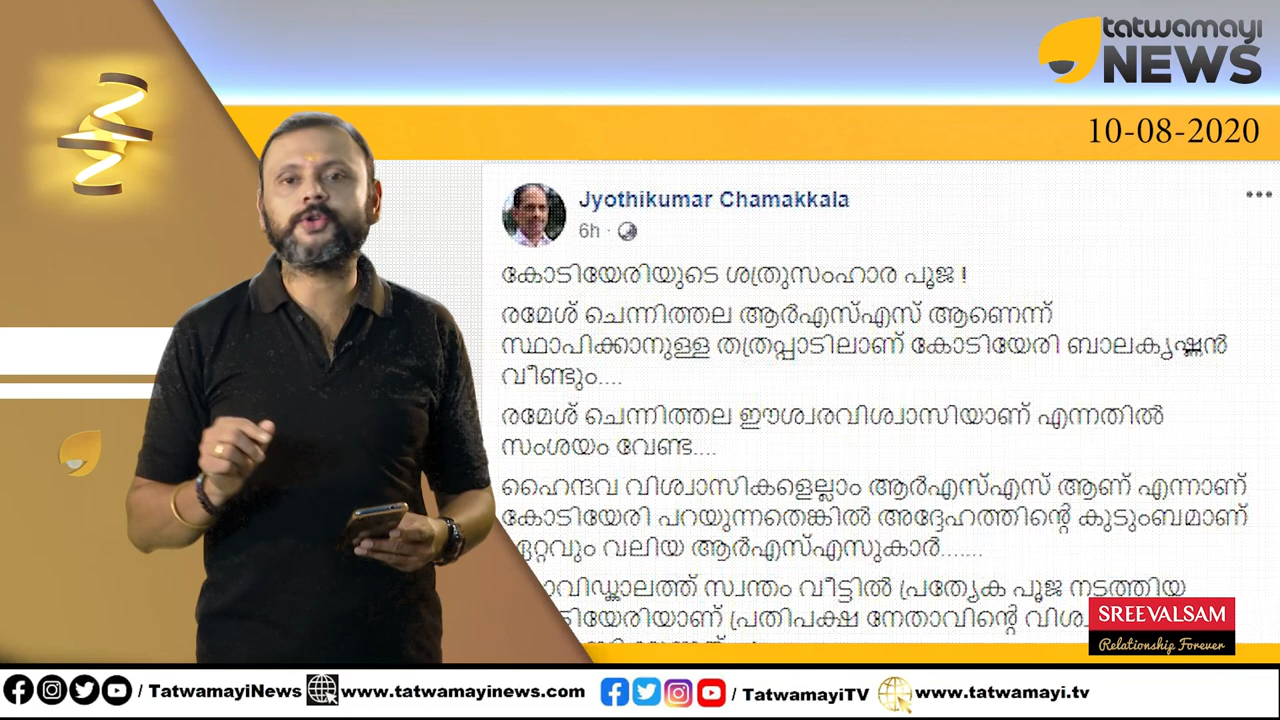 tatwamayi
NEWS
10-08-2020
Jyothikumar Chamakkala
6h ·
കോടിയേരിയുടെ ശത്രുസംഹാര പൂജ !
രമേശ് ചെന്നിത്തല ആർഎസ്എസ് ആണെന്ന്
സ്ഥാപിക്കാനുള്ള തത്രപ്പാടിലാണ് കോടിയേരി ബാലകൃഷ്ണൻ
വീണ്ടും....
രമേശ് ചെന്നിത്തല ഈശ്വരവിശ്വാസിയാണ് എന്നതിൽ
സംശയം വേണ്ട....
ഹൈന്ദവ വിശ്വാസികളെല്ലാം ആർഎസ്എസ് ആണ് എന്നാണ്
കോടിയേരി പറയുന്നതെങ്കിൽ അദ്ദേഹത്തിന്റെ കുടുംബമാണ്
ഏറ്റവും വലിയ ആർഎസ്എസുകാർ.......
സ്വന്തം വീട്ടിൽ പ്രത്യേക പൂജ നടത്തിയ
പ്രതിപക്ഷ നേതാവിന്റെ
SREEVALSAM
Relationship Forever
/ TatwamayiNews www.tatwamayinews.com / TatwamayiTV www.tatwamayi.tv